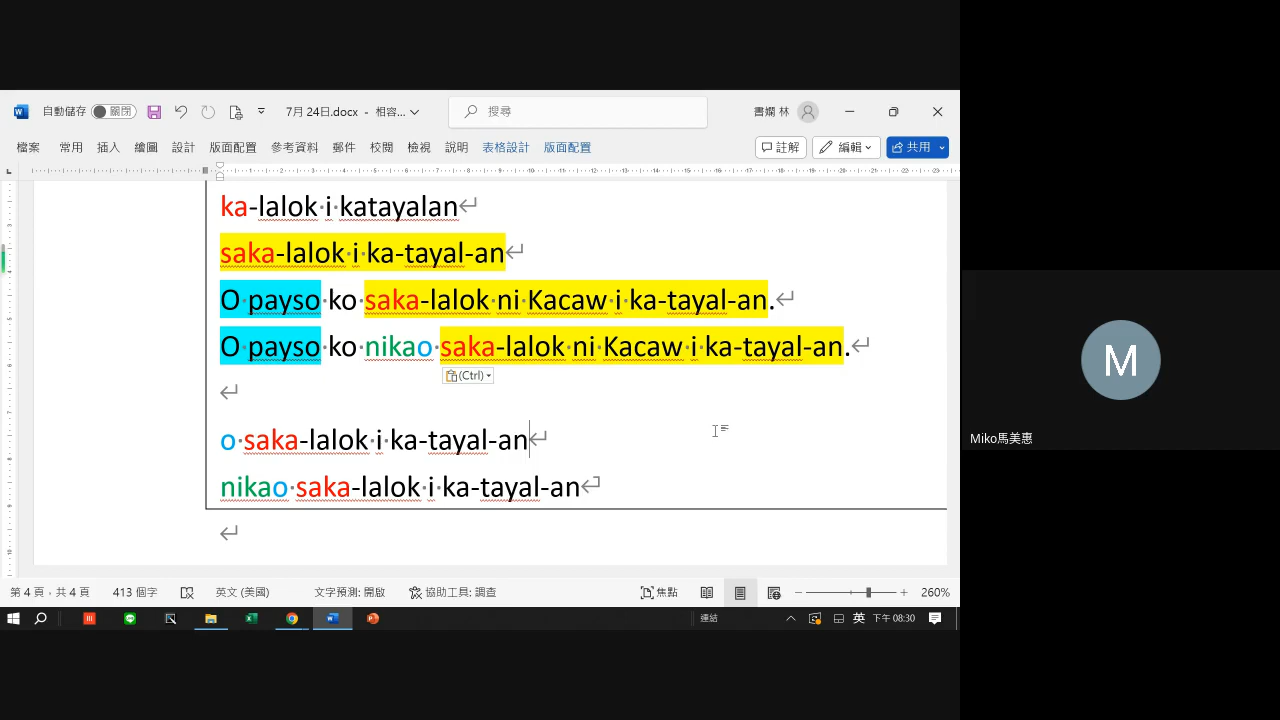 自動儲存 關閉 7月 24日.docx - 相容... 搜尋 書嫻 林
檔案 常用 插入 繪圖 設計 版面配置 參考資料 郵件 校閱 檢視 說明 表格設計 版面配置 註解 編輯 共用
ka-lalok i katayalan
saka-lalok i ka-tayal-an
O payso ko saka-lalok ni Kacaw i ka-tayal-an.
O payso ko nikao saka-lalok ni Kacaw i ka-tayal-an.
(Ctrl)
o saka-lalok i ka-tayal-an
nikao saka-lalok i ka-tayal-an
第 4 頁，共 4 頁 413 個字 英文 (美國) 文字預測: 開啟 協助工具: 調查 焦點 260%
連結 英 下午 08:30
M
Miko馬美惠